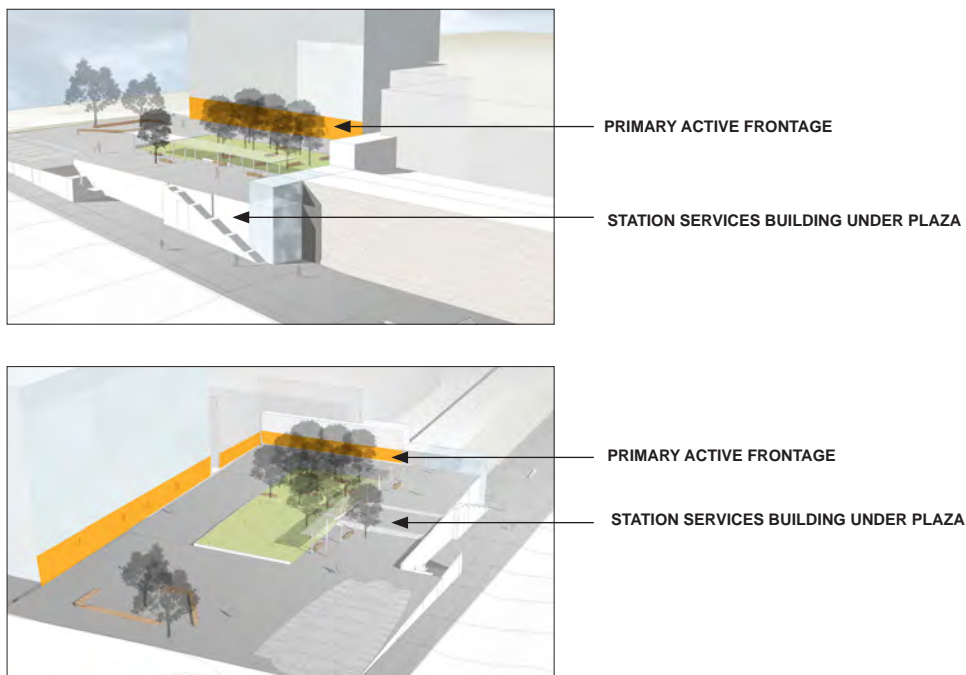 PRIMARY ACTIVE FRONTAGE
STATION SERVICES BUILDING UNDER PLAZA
PRIMARY ACTIVE FRONTAGE
STATION SERVICES BUILDING UNDER PLAZA